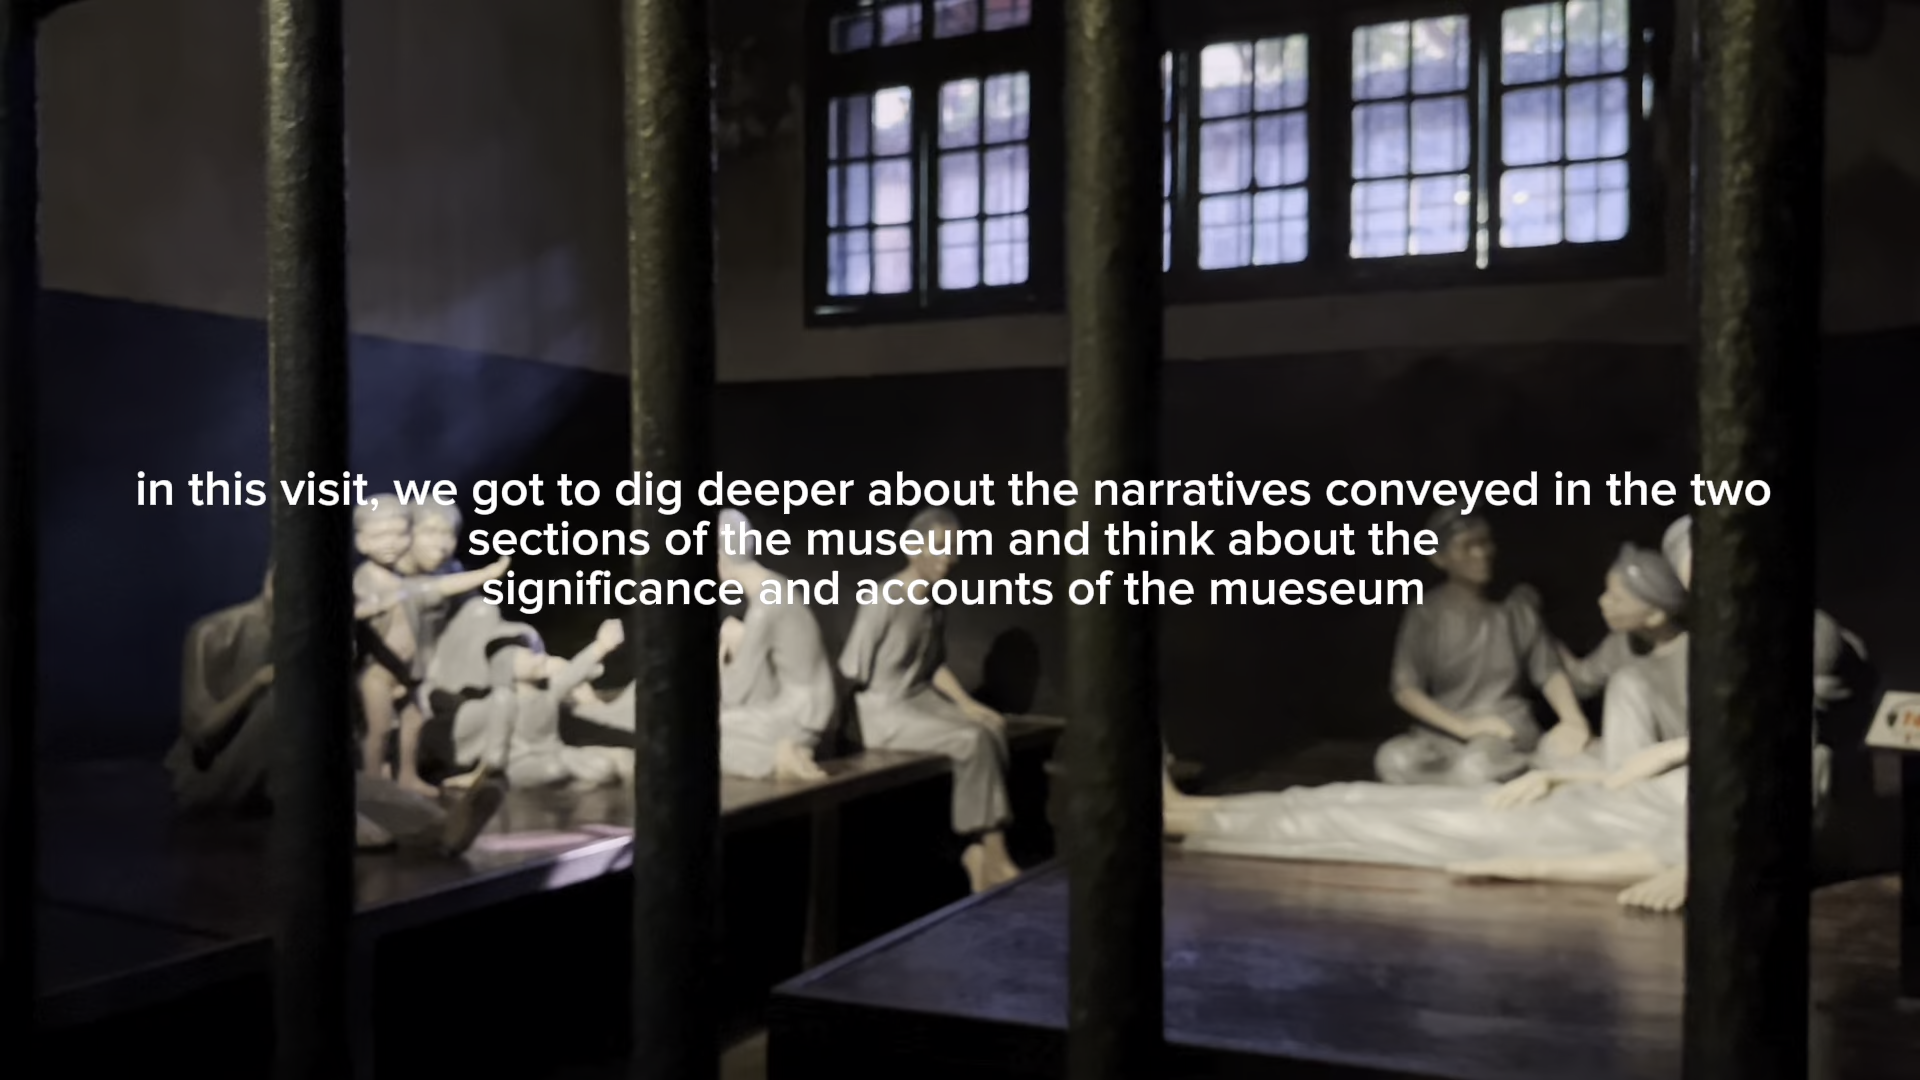 in this visit, we got to dig deeper about the narratives conveyed in the two
sections of the museum and think about the
significance and accounts of the mueseum